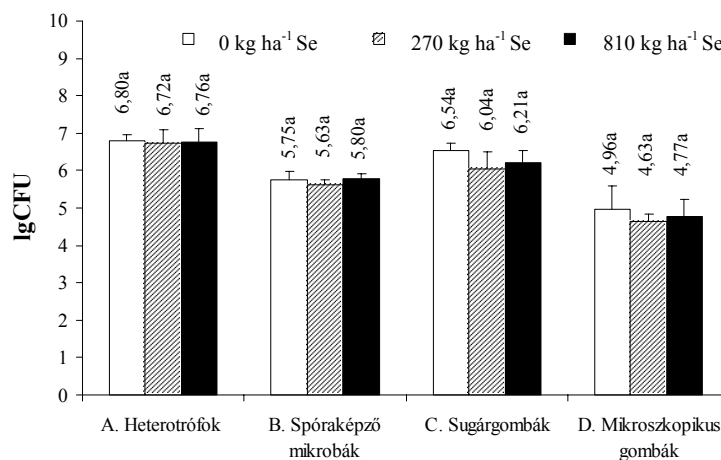 10
9
8
7
6
5
4
3
2
1
0
lgCFU
0 kg ha⁻¹ Se
270 kg ha⁻¹ Se
810 kg ha⁻¹ Se
6,80a
6,72a
6,76a
5,75a
5,63a
5,80a
6,54a
6,04a
6,21a
4,96a
4,63a
4,77a
A. Heterotrófok
B. Spóraképző
mikrobák
C. Sugárgombák
D. Mikroszkopikus
gombák